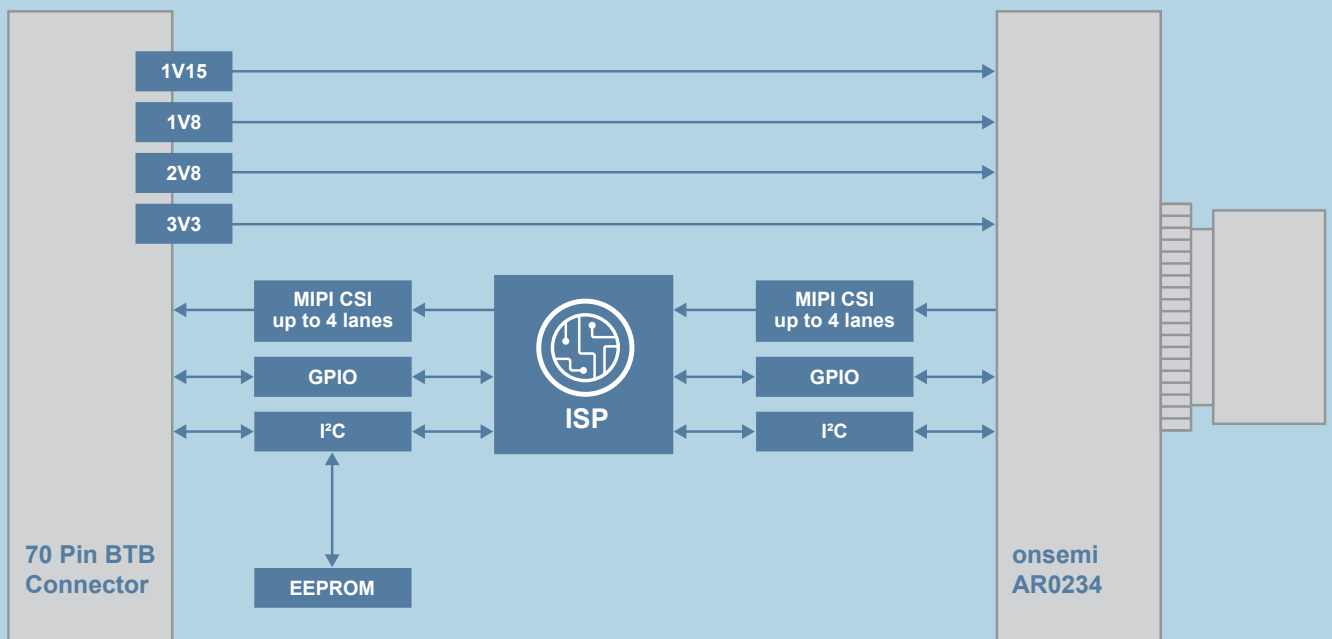 1V15
1V8
2V8
3V3
MIPI CSI
up to 4 lanes
GPIO
I²C
ISP
MIPI CSI
up to 4 lanes
GPIO
I²C
EEPROM
70 Pin BTB
Connector
onsemi
AR0234